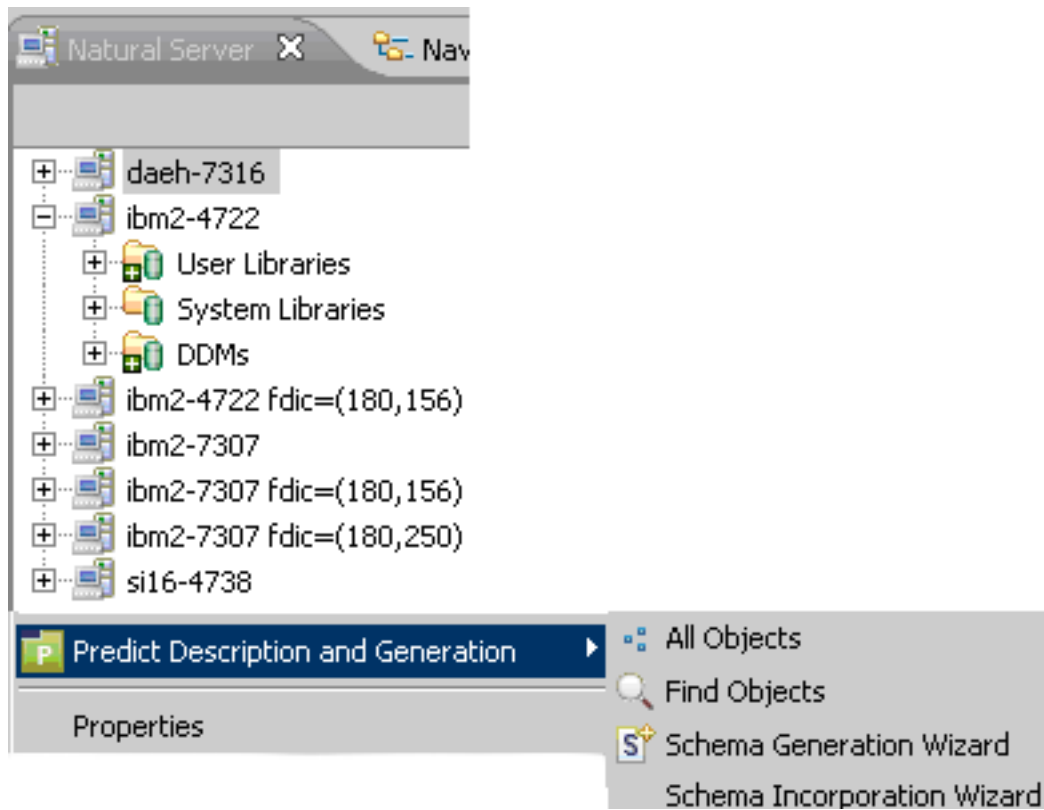 Natural Server Nav
daeh-7316
ibm2-4722
User Libraries
System Libraries
DDMs
ibm2-4722 fdic=(180,156)
ibm2-7307
ibm2-7307 fdic=(180,156)
ibm2-7307 fdic=(180,250)
si16-4738
P Predict Description and Generation
Properties
All Objects
Find Objects
S Schema Generation Wizard
Schema Incorporation Wizard